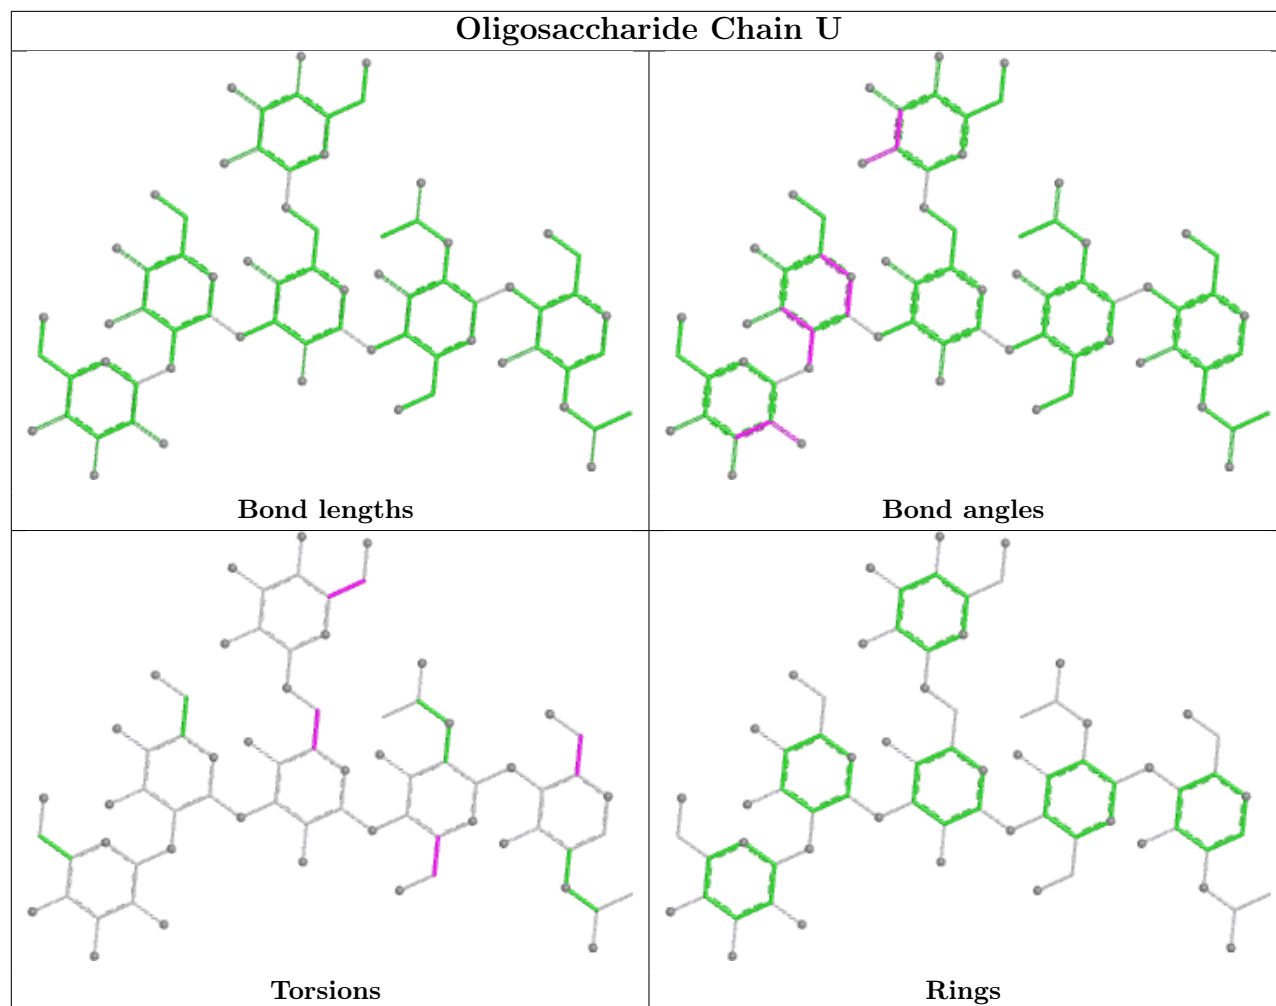 Oligosaccharide Chain U
Bond lengths
Bond angles
Torsions
Rings